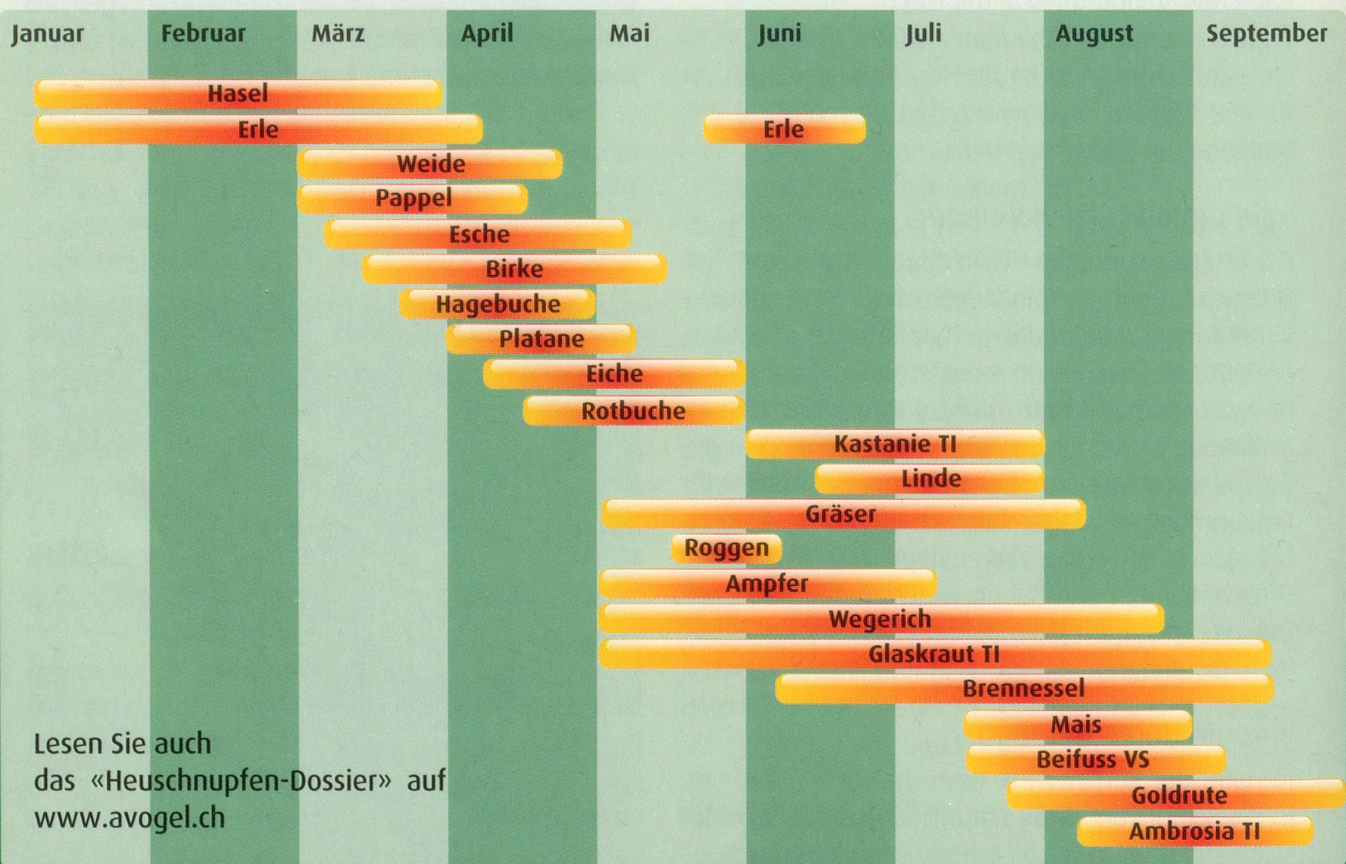 Januar Februar März April Mai Juni Juli August September
Hasel
Erle Erle
Weide
Pappel
Esche
Birke
Hagebuche
Platane
Eiche
Rotbuche
Kastanie TI
Linde
Gräser
Roggen
Ampfer
Wegerich
Glaskraut TI
Brennessel
Mais
Beifuss VS
Goldrute
Ambrosia TI
Lesen Sie auch
das «Heuschnupfen-Dossier» auf
www.avogel.ch